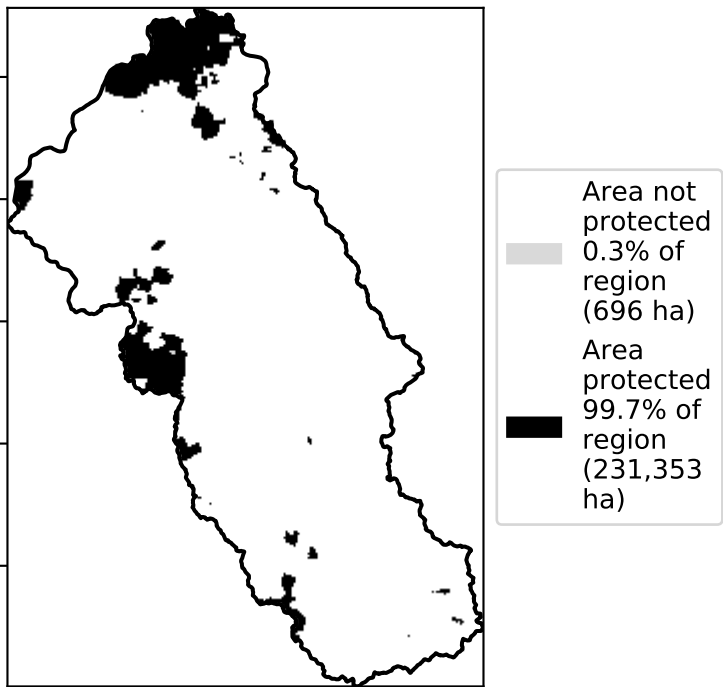 Area not
protected
0.3% of
region
(696 ha)
Area
protected
99.7% of
region
(231,353
ha)